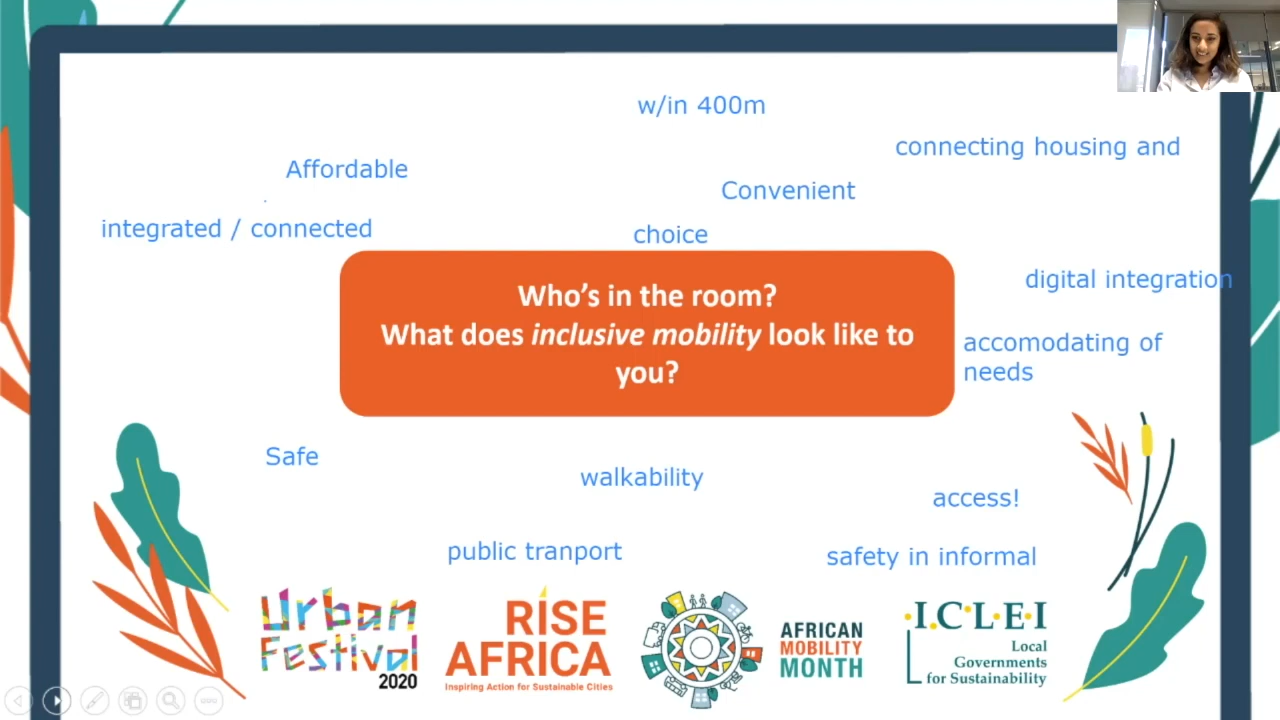 w/in 400m
connecting housing and
Affordable
Convenient
integrated / connected
choice
Who's in the room?
What does inclusive mobility look like to
you?
digital integration
accomodating of
needs
Safe
walkability
access!
public tranport
safety in informal
Urban
Festival
2020
RISE
AFRICA
Inspiring Action for Sustainable Cities
AFRICAN
MOBILITY
MONTH
I.C.L.E.I
Local
Governments
for Sustainability